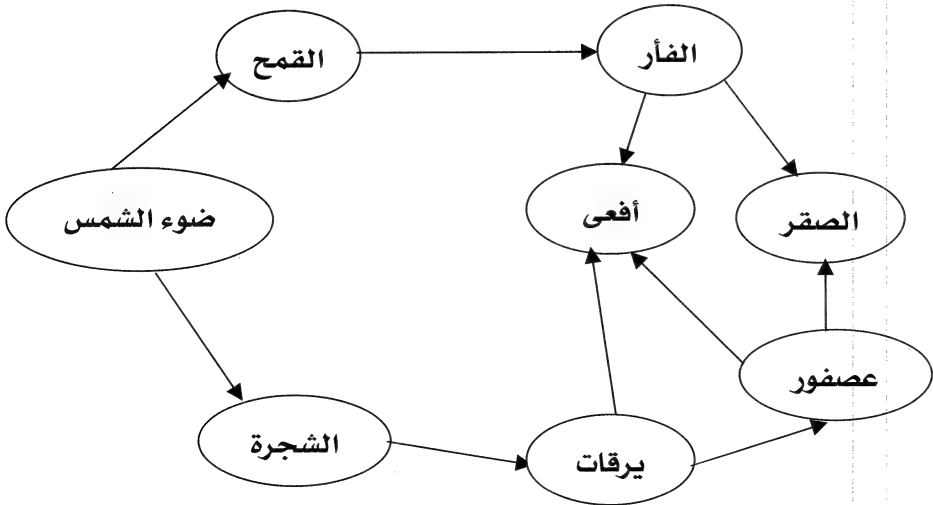 الفأر
القمح
الصقر
أفعى
ضوء الشمس
عصفور
الشجرة
يرقات